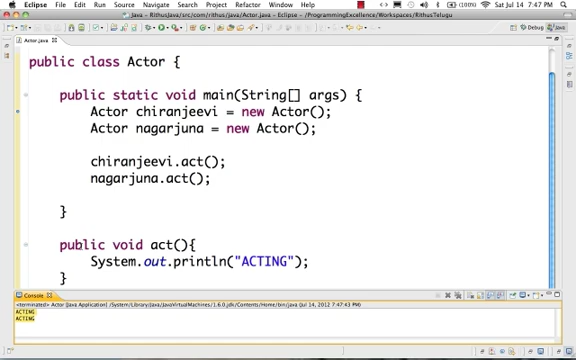 Eclipse File Edit Run Source Navigate Search Project Refactor Window Help (100%) Sat Jul 14 7:47 PM
Java - RithusJava/src/com/rithus/java/Actor.java - Eclipse - /ProgrammingExcellence/Workspaces/RithusTelugu
Debug Java
Actor.java
public class Actor {
public static void main(String[] args) {
Actor chiranjeevi = new Actor();
Actor nagarjuna = new Actor();
chiranjeevi.act();
nagarjuna.act();
}
public void act(){
System.out.println("ACTING");
}
Console
<terminated> Actor [Java Application] /System/Library/Java/JavaVirtualMachines/1.6.0.jdk/Contents/Home/bin/java (Jul 14, 2012 7:47:43 PM)
ACTING
ACTING